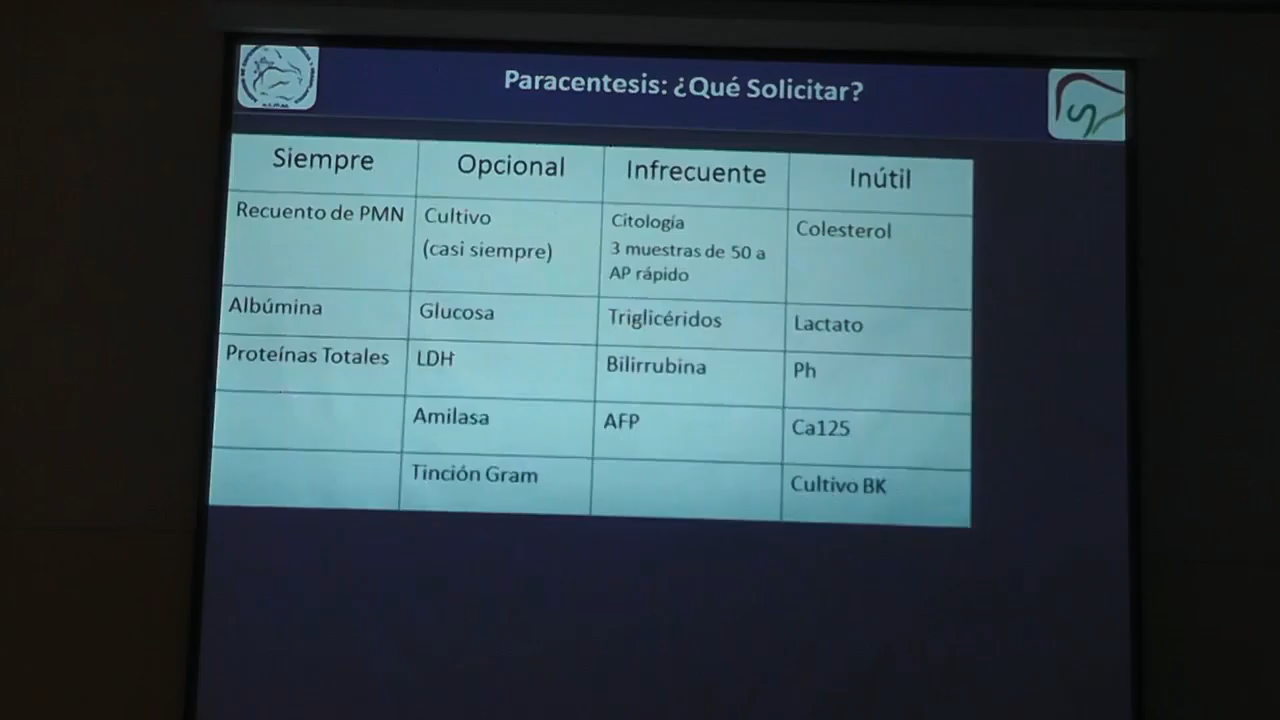 Paracentesis: ¿Qué Solicitar?
Siempre Opcional Infrecuente Inútil
Recuento de PMN Cultivo Citología Colesterol
(casi siempre) 3 muestras de 50 a
AP rápido
Albúmina Glucosa Triglicéridos Lactato
Proteínas Totales LDH Bilirrubina Ph
Amilasa AFP Ca125
Tinción Gram Cultivo BK